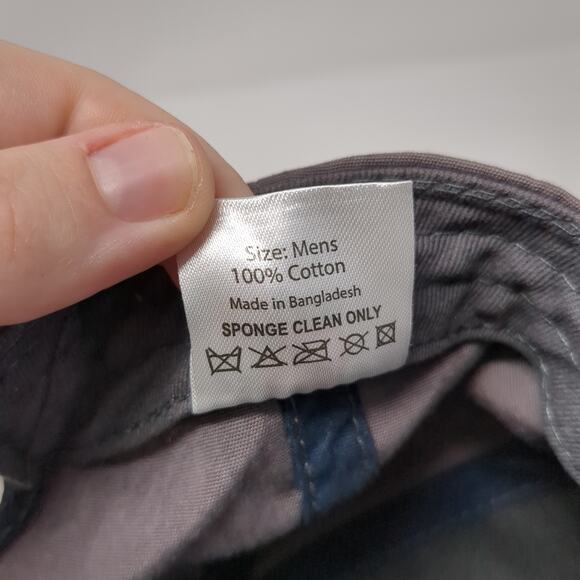 Size: Mens
100% Cotton
Made in Bangladesh
SPONGE CLEAN ONLY